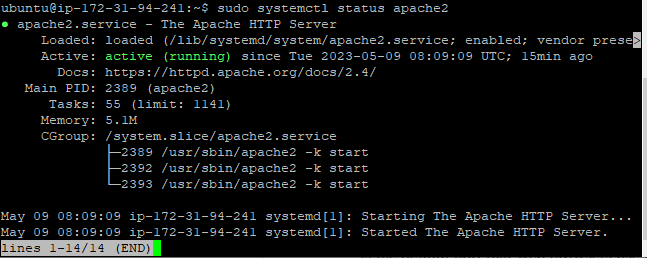 ubuntu@ip-172-31-94-241:~$ sudo systemctl status apache2
● apache2.service - The Apache HTTP Server
     Loaded: loaded (/lib/systemd/system/apache2.service; enabled; vendor prese>
     Active: active (running) since Tue 2023-05-09 08:09:09 UTC; 15min ago
       Docs: https://httpd.apache.org/docs/2.4/
   Main PID: 2389 (apache2)
      Tasks: 55 (limit: 1141)
     Memory: 5.1M
     CGroup: /system.slice/apache2.service
             ├─2389 /usr/sbin/apache2 -k start
             ├─2392 /usr/sbin/apache2 -k start
             └─2393 /usr/sbin/apache2 -k start

May 09 08:09:09 ip-172-31-94-241 systemd[1]: Starting The Apache HTTP Server...
May 09 08:09:09 ip-172-31-94-241 systemd[1]: Started The Apache HTTP Server.
lines 1-14/14 (END)